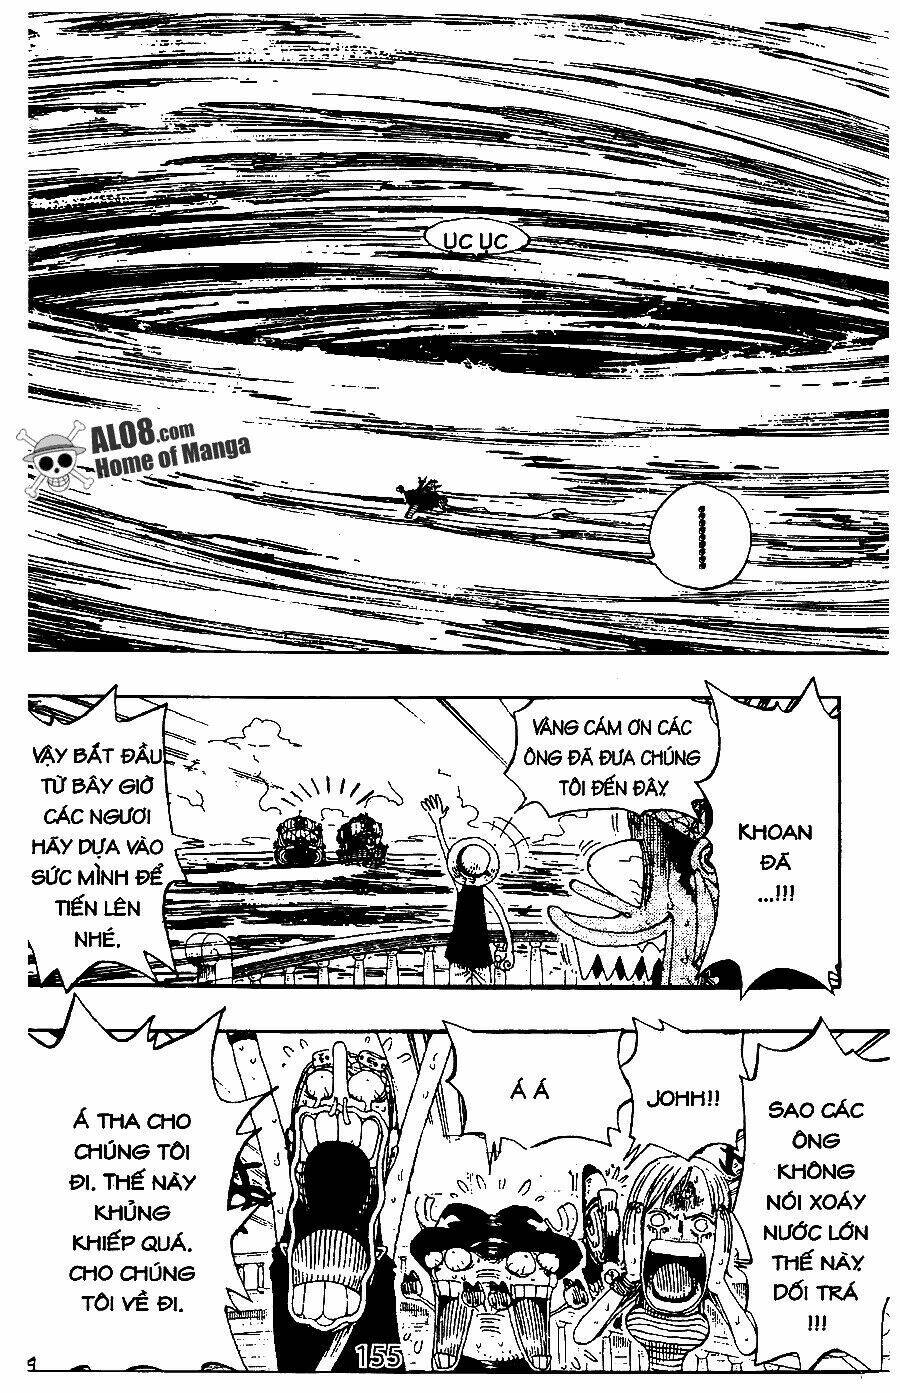 ỤC ỤC
AL08.com
Home of Manga
.........
KHOAN
ĐÃ
...!!!
VÂNG CÁM ƠN CÁC
ÔNG ĐÃ ĐƯA CHÚNG
TÔI ĐẾN ĐÂY.
VẬY BẮT ĐẦU
TỪ BÂY GIỜ
CÁC NGƯƠI
HÃY DỰA VÀO
SỨC MÌNH ĐỂ
TIẾN LÊN
NHÉ.
SAO CÁC
ÔNG
KHÔNG
NÓI XOÁY
NƯỚC LỚN
THẾ NÀY
DỐI TRÁ
!!!
JOHH!!
Á Á
Á THA CHO
CHÚNG TÔI
ĐI. THẾ NÀY
KHỦNG
KHIẾP QUÁ.
CHO CHÚNG
TÔI VỀ ĐI.
155